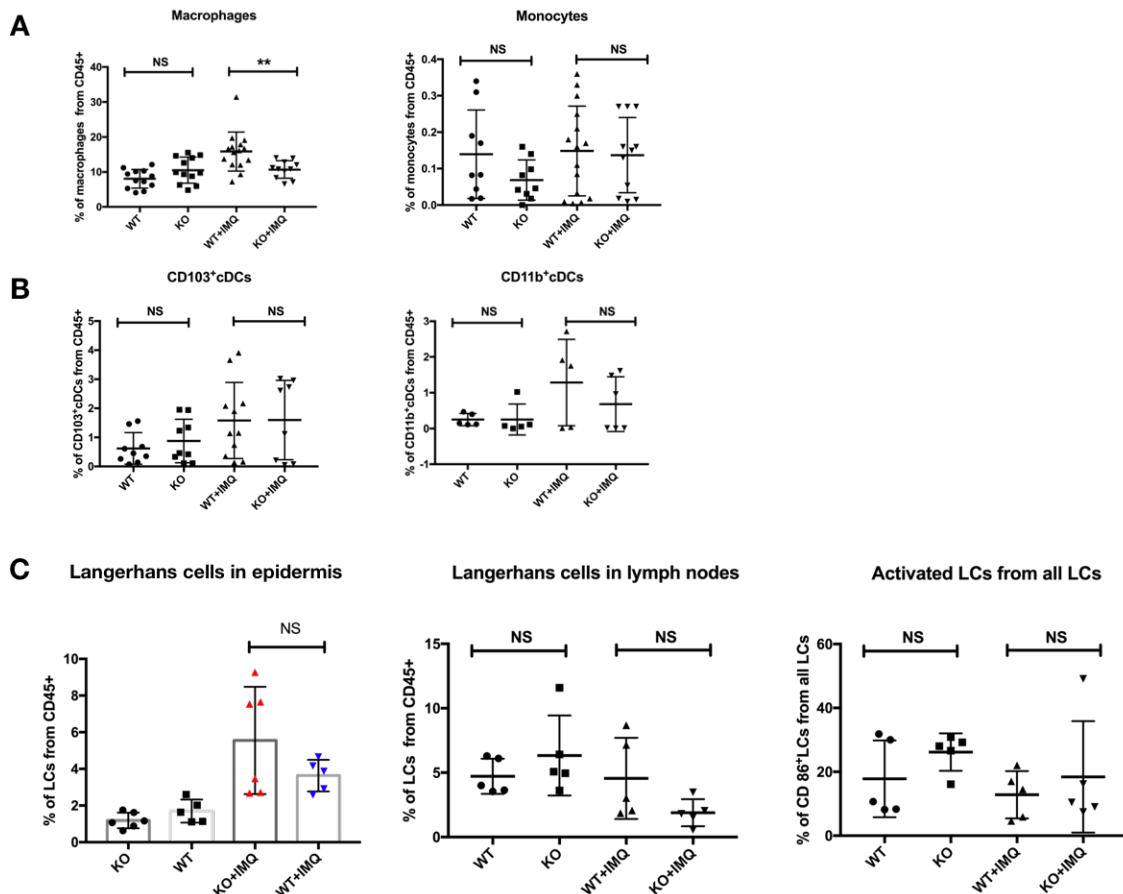 A
Macrophages
% of macrophages from CD45+
40
30
20
10
0
NS
**
WT
KO
WT+IMQ
KO+IMQ
Monocytes
% of monocytes from CD45+
0.4
0.3
0.2
0.1
0.0
NS
NS
WT
KO
WT+IMQ
KO+IMQ
B
CD103⁺cDCs
% of CD103⁺cDCs from CD45+
5
4
3
2
1
0
NS
NS
WT
KO
WT+IMQ
KO+IMQ
CD11b⁺cDCs
% of CD11b⁺cDCs from CD45+
3
2
1
0
-1
NS
NS
WT
KO
WT+IMQ
KO+IMQ
C
Langerhans cells in epidermis
% of LCs from CD45+
10
8
6
4
2
0
NS
KO
WT
KO+IMQ
WT+IMQ
Langerhans cells in lymph nodes
% of LCs from CD45+
15
10
5
0
NS
NS
WT
KO
WT+IMQ
KO+IMQ
Activated LCs from all LCs
% of CD 86⁺LCs from all LCs
60
40
20
0
NS
NS
WT
KO
WT+IMQ
KO+IMQ